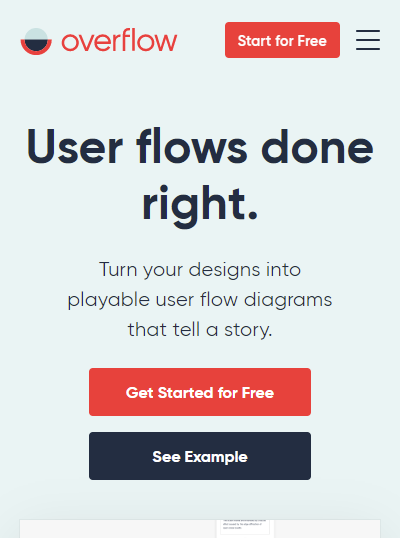 overflow
Start for Free
User flows done
right.
Turn your designs into
playable user flow diagrams
that tell a story.
Get Started for Free
See Example